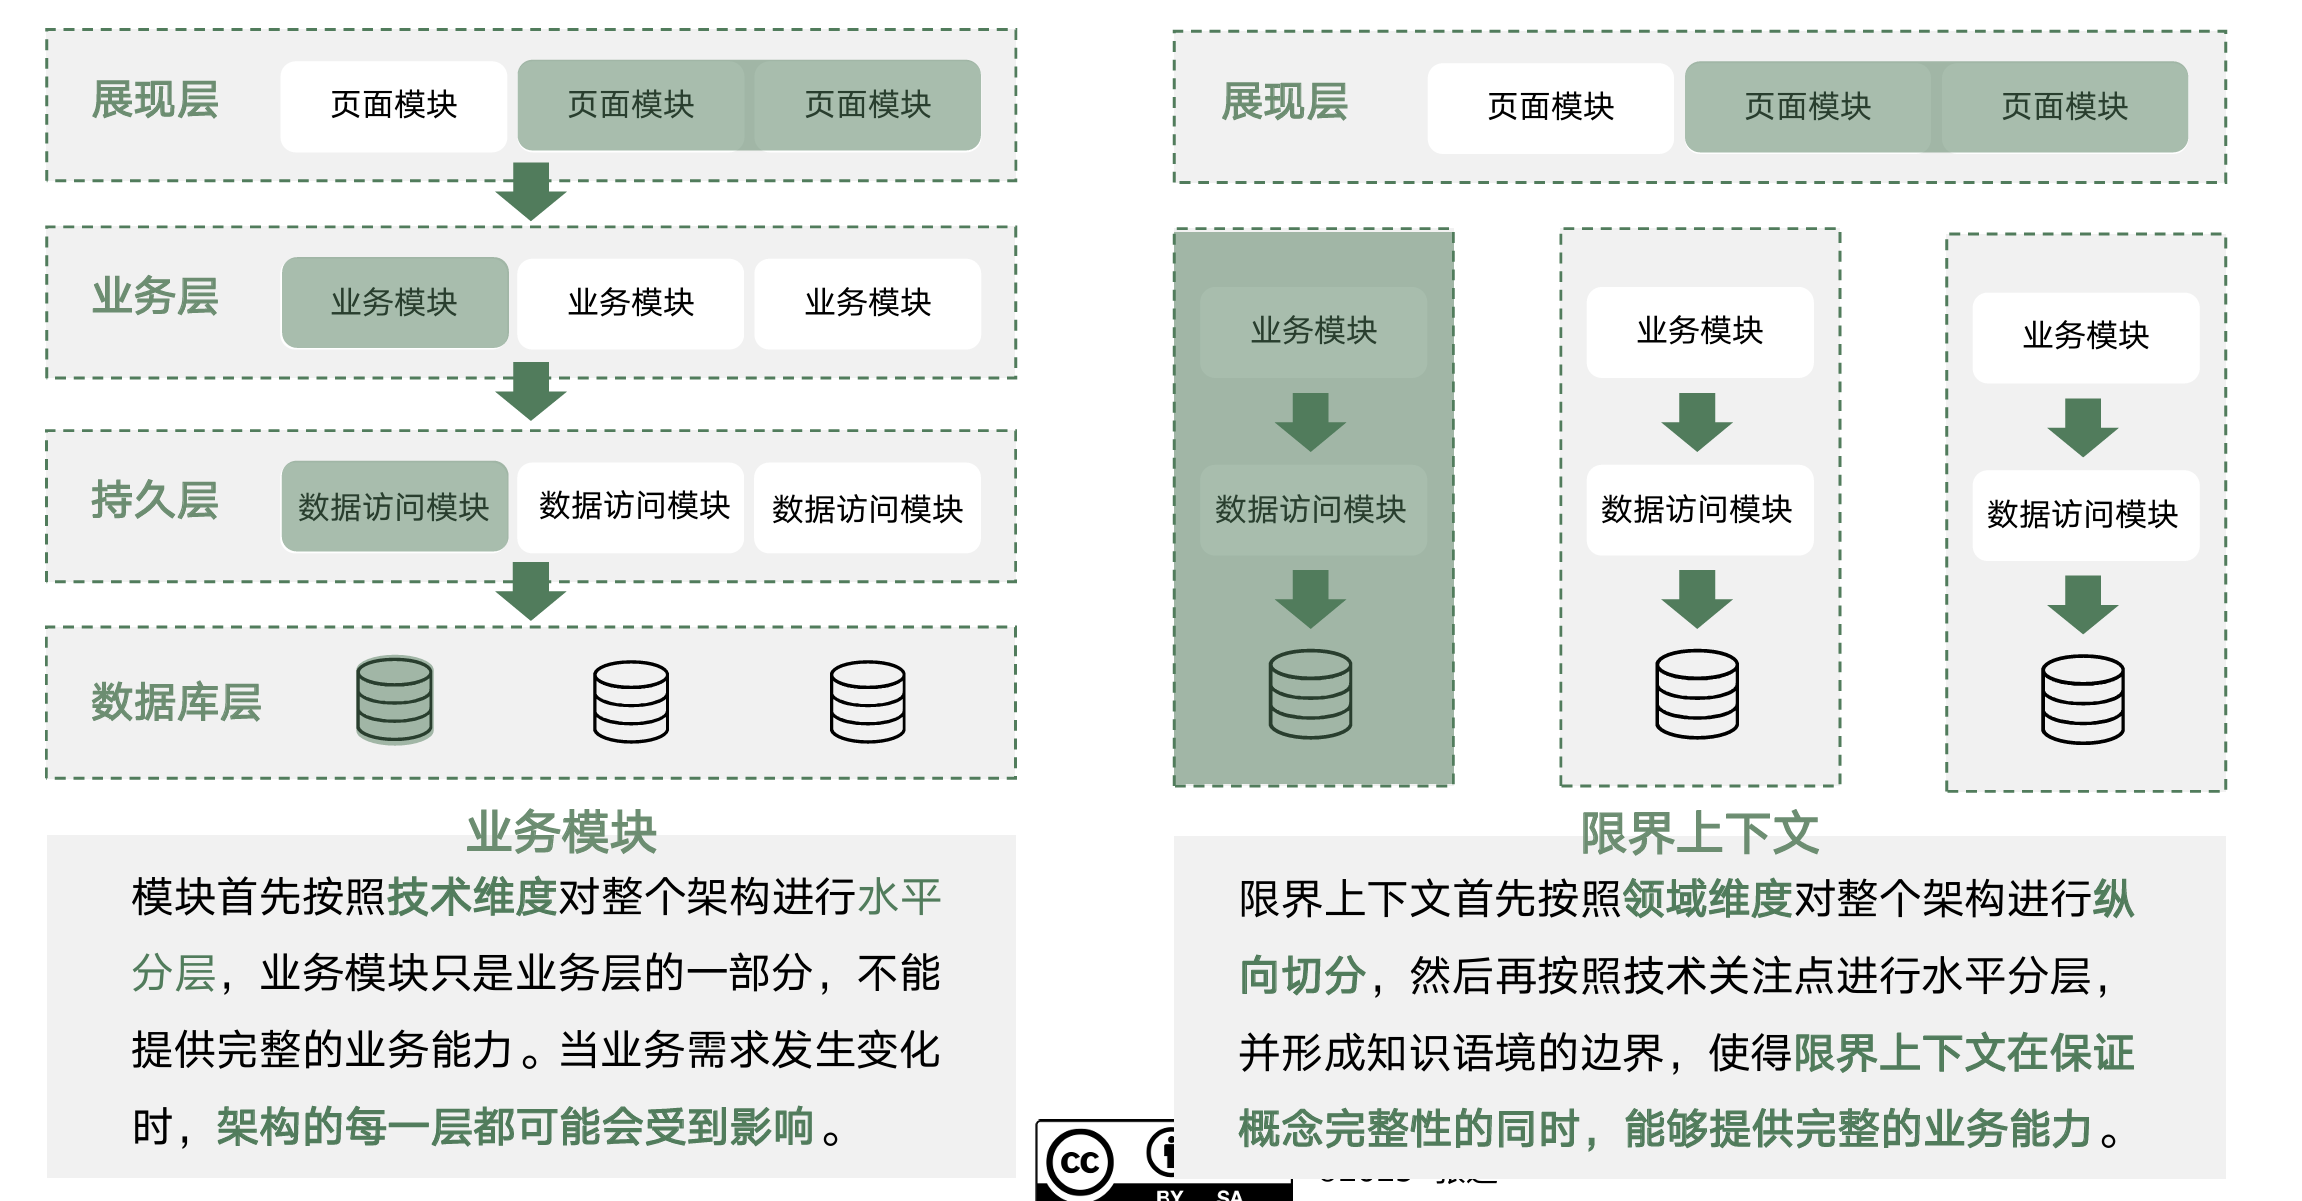 展现层 页面模块 页面模块 页面模块
业务层 业务模块 业务模块 业务模块
持久层 数据访问模块 数据访问模块 数据访问模块
数据库层
业务模块
模块首先按照技术维度对整个架构进行水平
分层，业务模块只是业务层的一部分，不能
提供完整的业务能力。当业务需求发生变化
时，架构的每一层都可能会受到影响。
展现层 页面模块 页面模块 页面模块
业务模块 业务模块 业务模块
数据访问模块 数据访问模块 数据访问模块
限界上下文
限界上下文首先按照领域维度对整个架构进行纵
向切分，然后再按照技术关注点进行水平分层，
并形成知识语境的边界，使得限界上下文在保证
概念完整性的同时，能够提供完整的业务能力。
cc
BY SA